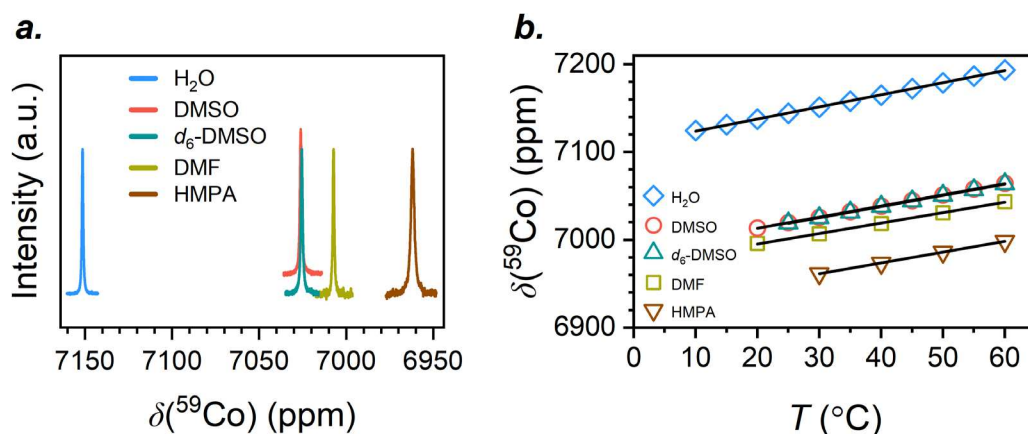 a.
Intensity (a.u.)
H₂O
DMSO
d₆-DMSO
DMF
HMPA
7150 7100 7050 7000 6950
δ(⁵⁹Co) (ppm)
b.
δ(⁵⁹Co) (ppm)
7200
7100
7000
6900
H₂O
DMSO
d₆-DMSO
DMF
HMPA
0 10 20 30 40 50 60
T (°C)